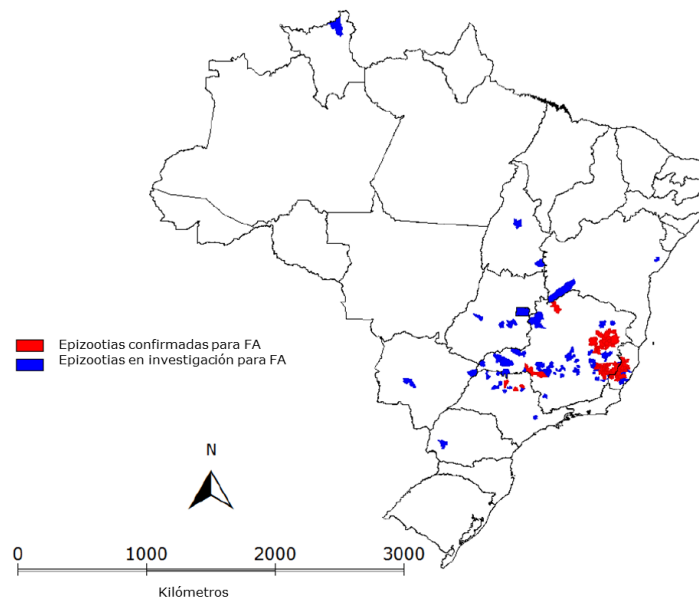 Epizootias confirmadas para FA
Epizootias en investigación para FA
N
0 1000 2000 3000
Kilómetros